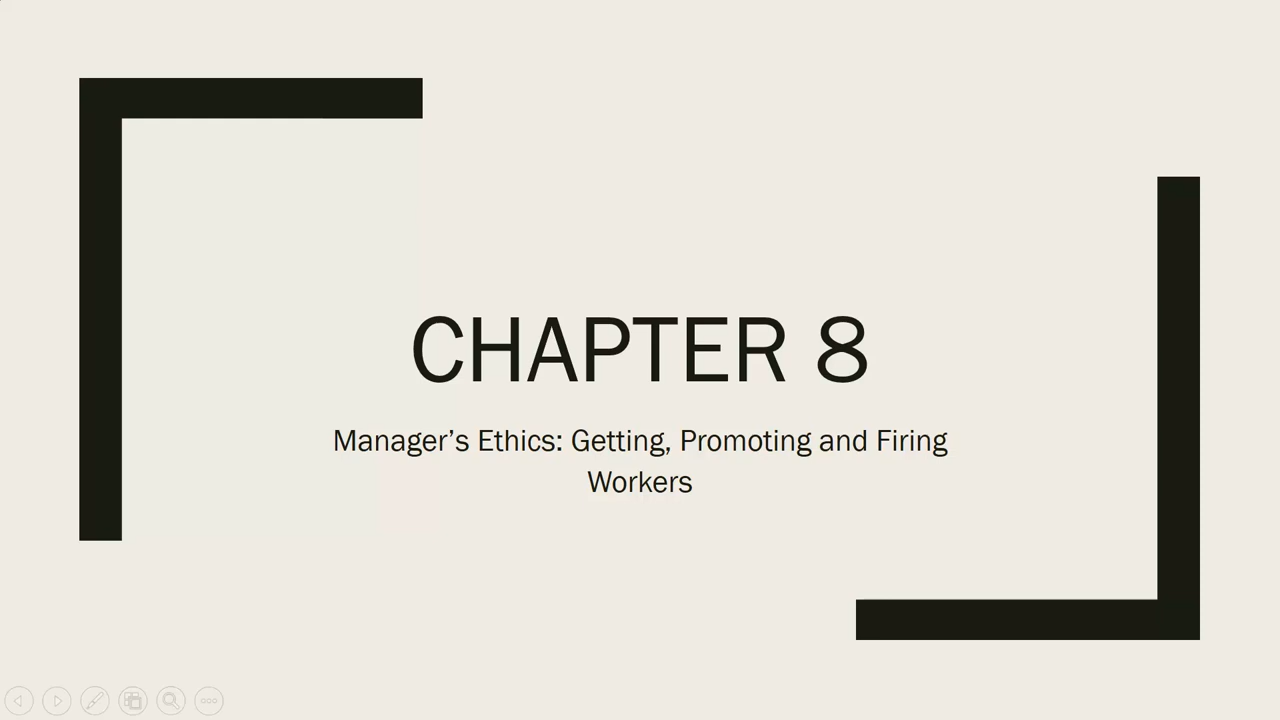 CHAPTER 8
Manager’s Ethics: Getting, Promoting and Firing
Workers